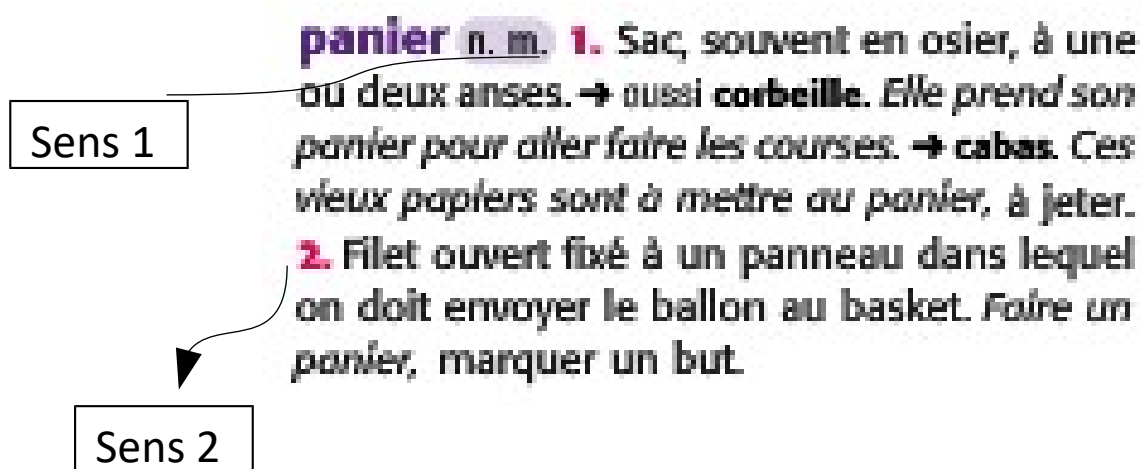 panier n. m. 1. Sac, souvent en osier, à une
ou deux anses. → aussi corbeille. Elle prend son
panier pour aller faire les courses. → cabas. Ces
vieux papiers sont à mettre au panier, à jeter.
2. Filet ouvert fixé à un panneau dans lequel
on doit envoyer le ballon au basket. Faire un
panier, marquer un but.
Sens 1
Sens 2